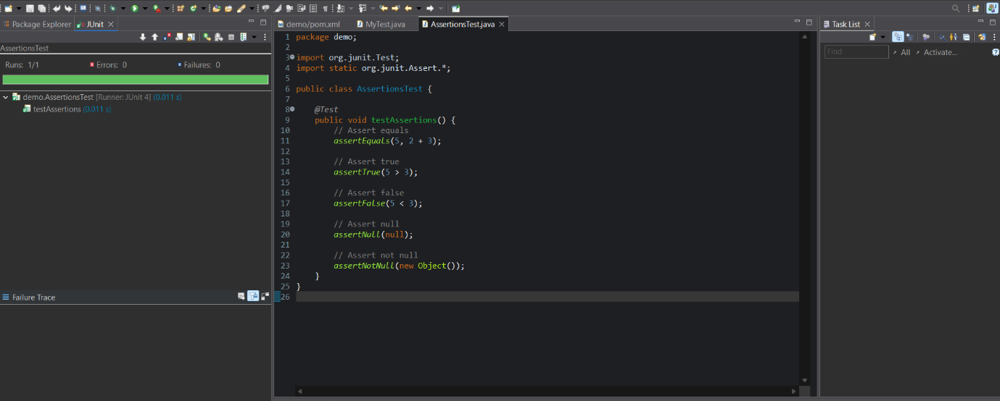 Package Explorer
JUnit
AssertionsTest
Runs: 1/1
Errors: 0
Failures: 0
demo.AssertionsTest [Runner: JUnit 4] (0.011 s)
testAssertions (0.011 s)
Failure Trace
demo/pom.xml
MyTest.java
AssertionsTest.java
1 package demo;
2
3 import org.junit.Test;
4 import static org.junit.Assert.*;
5
6 public class AssertionsTest {
7
8 @Test
9 public void testAssertions() {
10 // Assert equals
11 assertEquals(5, 2 + 3);
12
13 // Assert true
14 assertTrue(5 > 3);
15
16 // Assert false
17 assertFalse(5 < 3);
18
19 // Assert null
20 assertNull(null);
21
22 // Assert not null
23 assertNotNull(new Object());
24 }
25 }
26
Task List
Find
All
Activate...